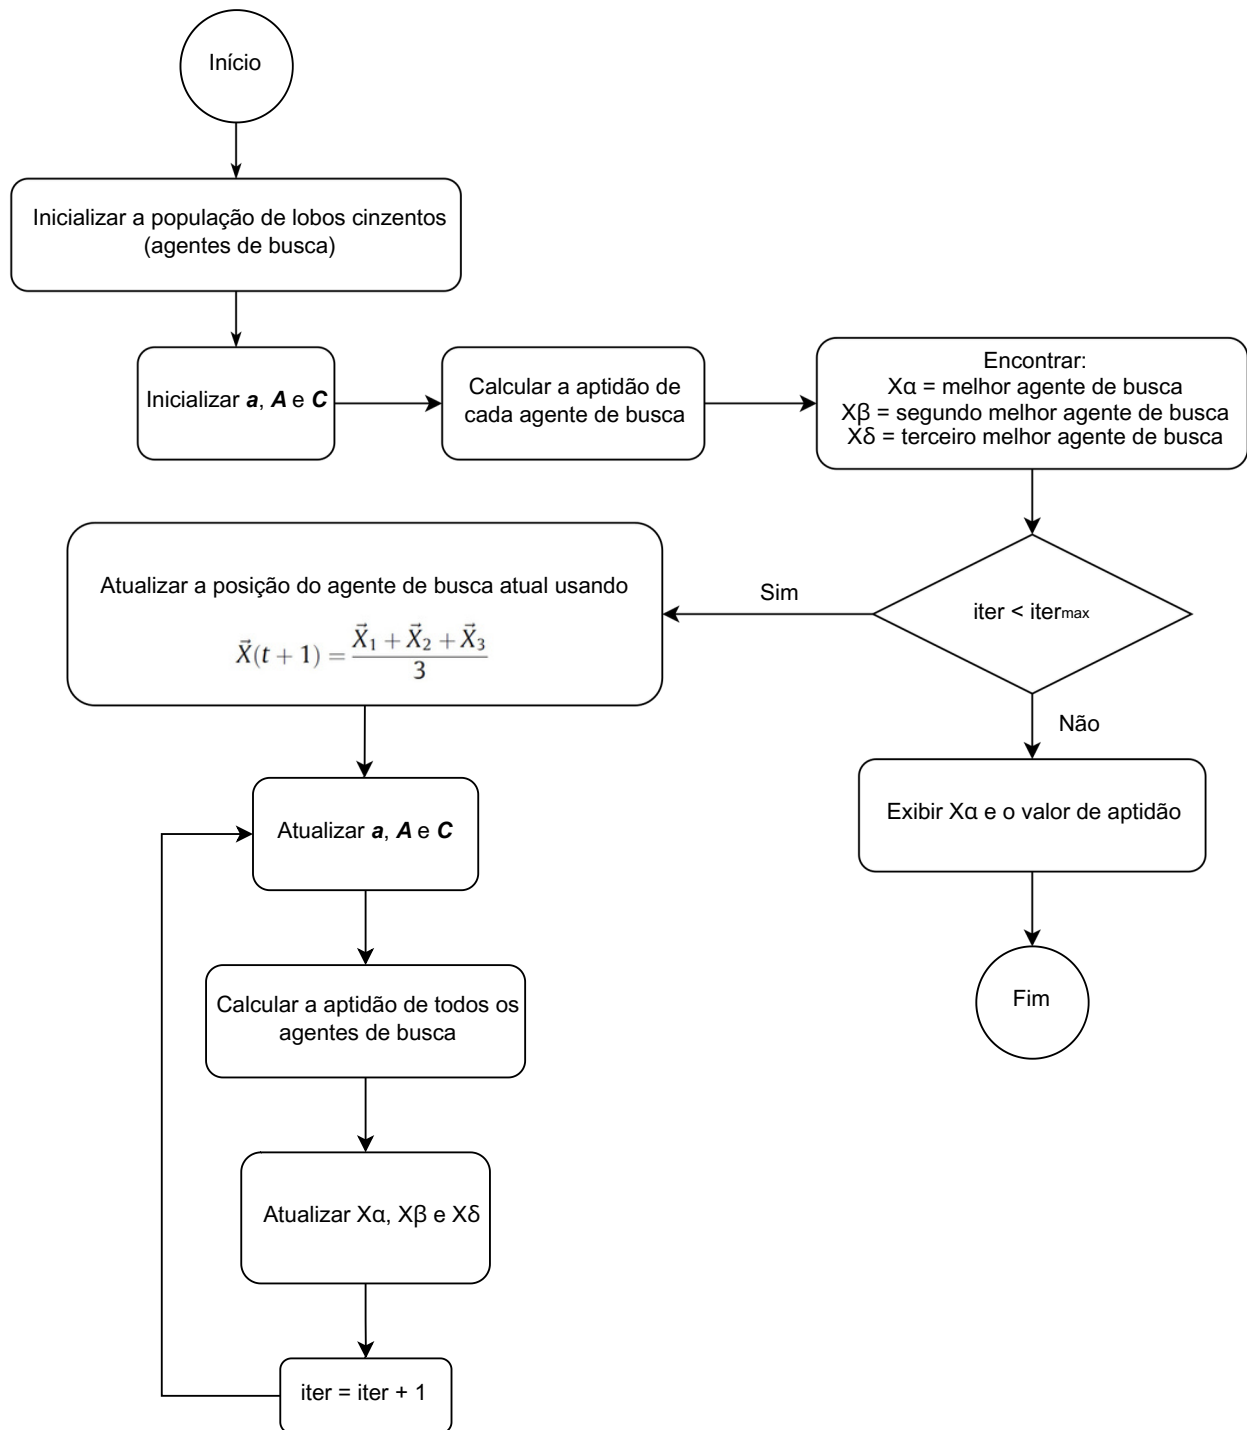 Início
Inicializar a população de lobos cinzentos
(agentes de busca)
Inicializar a, A e C
Calcular a aptidão de
cada agente de busca
Encontrar:
Xα = melhor agente de busca
Xβ = segundo melhor agente de busca
Xδ = terceiro melhor agente de busca
iter < itermax
Sim
Não
Atualizar a posição do agente de busca atual usando
X⃗(t + 1) = (X⃗₁ + X⃗₂ + X⃗₃)/3
Atualizar a, A e C
Calcular a aptidão de todos os
agentes de busca
Atualizar Xα, Xβ e Xδ
iter = iter + 1
Exibir Xα e o valor de aptidão
Fim